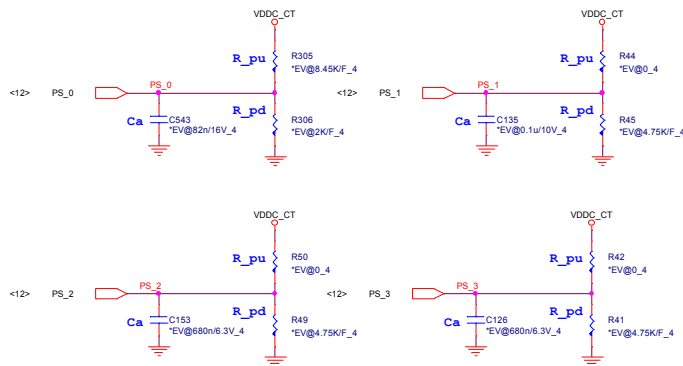 VDDC_CT
R_pu
R305
*EV@8.45K/F_4
<12>
PS_0
PS_0
R_pd
Ca
C543
*EV@82n/16V_4
R306
*EV@2K/F_4
VDDC_CT
R_pu
R44
*EV@0_4
<12>
PS_1
PS_1
R_pd
Ca
C135
*EV@0.1u/10V_4
R45
*EV@4.75K/F_4
VDDC_CT
R_pu
R50
*EV@0_4
<12>
PS_2
PS_2
R_pd
Ca
C153
*EV@680n/6.3V_4
R49
*EV@4.75K/F_4
VDDC_CT
R_pu
R42
*EV@0_4
<12>
PS_3
PS_3
R_pd
Ca
C126
*EV@680n/6.3V_4
R41
*EV@4.75K/F_4